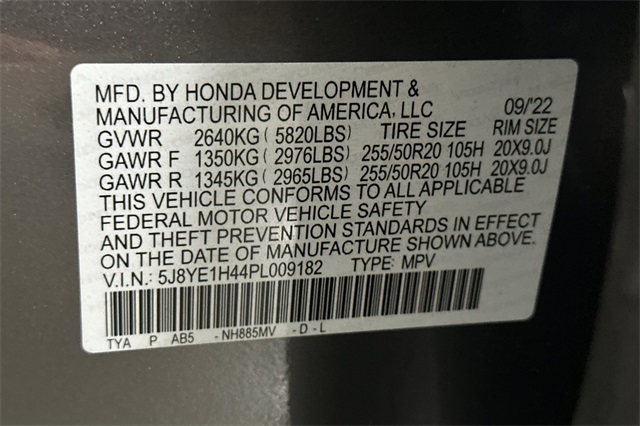 MFD. BY HONDA DEVELOPMENT &
MANUFACTURING OF AMERICA, LLC 09/'22
GVWR 2640KG ( 5820LBS) TIRE SIZE RIM SIZE
GAWR F 1350KG ( 2976LBS) 255/50R20 105H 20X9.0J
GAWR R 1345KG ( 2965LBS) 255/50R20 105H 20X9.0J
THIS VEHICLE CONFORMS TO ALL APPLICABLE
FEDERAL MOTOR VEHICLE SAFETY
AND THEFT PREVENTION STANDARDS IN EFFECT
ON THE DATE OF MANUFACTURE SHOWN ABOVE.
V.I.N.: 5J8YE1H44PL009182 TYPE: MPV
TYA P AB5 - NH885MV - D - L